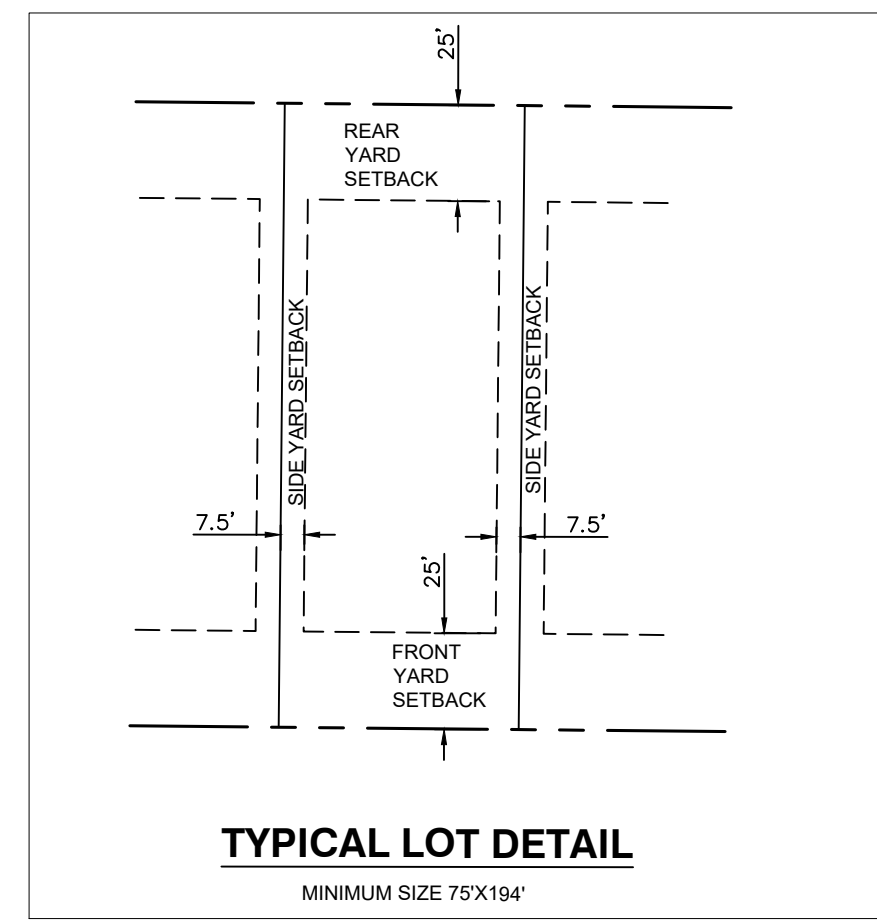 25'
REAR
YARD
SETBACK
SIDE YARD SETBACK
SIDE YARD SETBACK
7.5'
7.5'
25'
FRONT
YARD
SETBACK
TYPICAL LOT DETAIL
MINIMUM SIZE 75'X194'